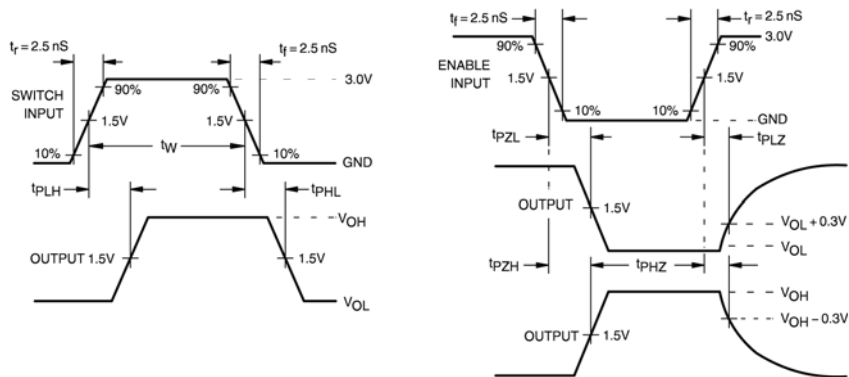 tr = 2.5 nS
tf = 2.5 nS
90%
90%
3.0V
SWITCH
INPUT
1.5V
1.5V
tW
10%
10%
GND
tPLH
tPHL
VOH
OUTPUT 1.5V
1.5V
VOL
tf = 2.5 nS
tr = 2.5 nS
3.0V
90%
90%
ENABLE
INPUT
1.5V
1.5V
10%
10%
GND
tPZL
tPLZ
OUTPUT
1.5V
VOL + 0.3V
VOL
tPZH
tPHZ
VOH
VOH – 0.3V
OUTPUT
1.5V